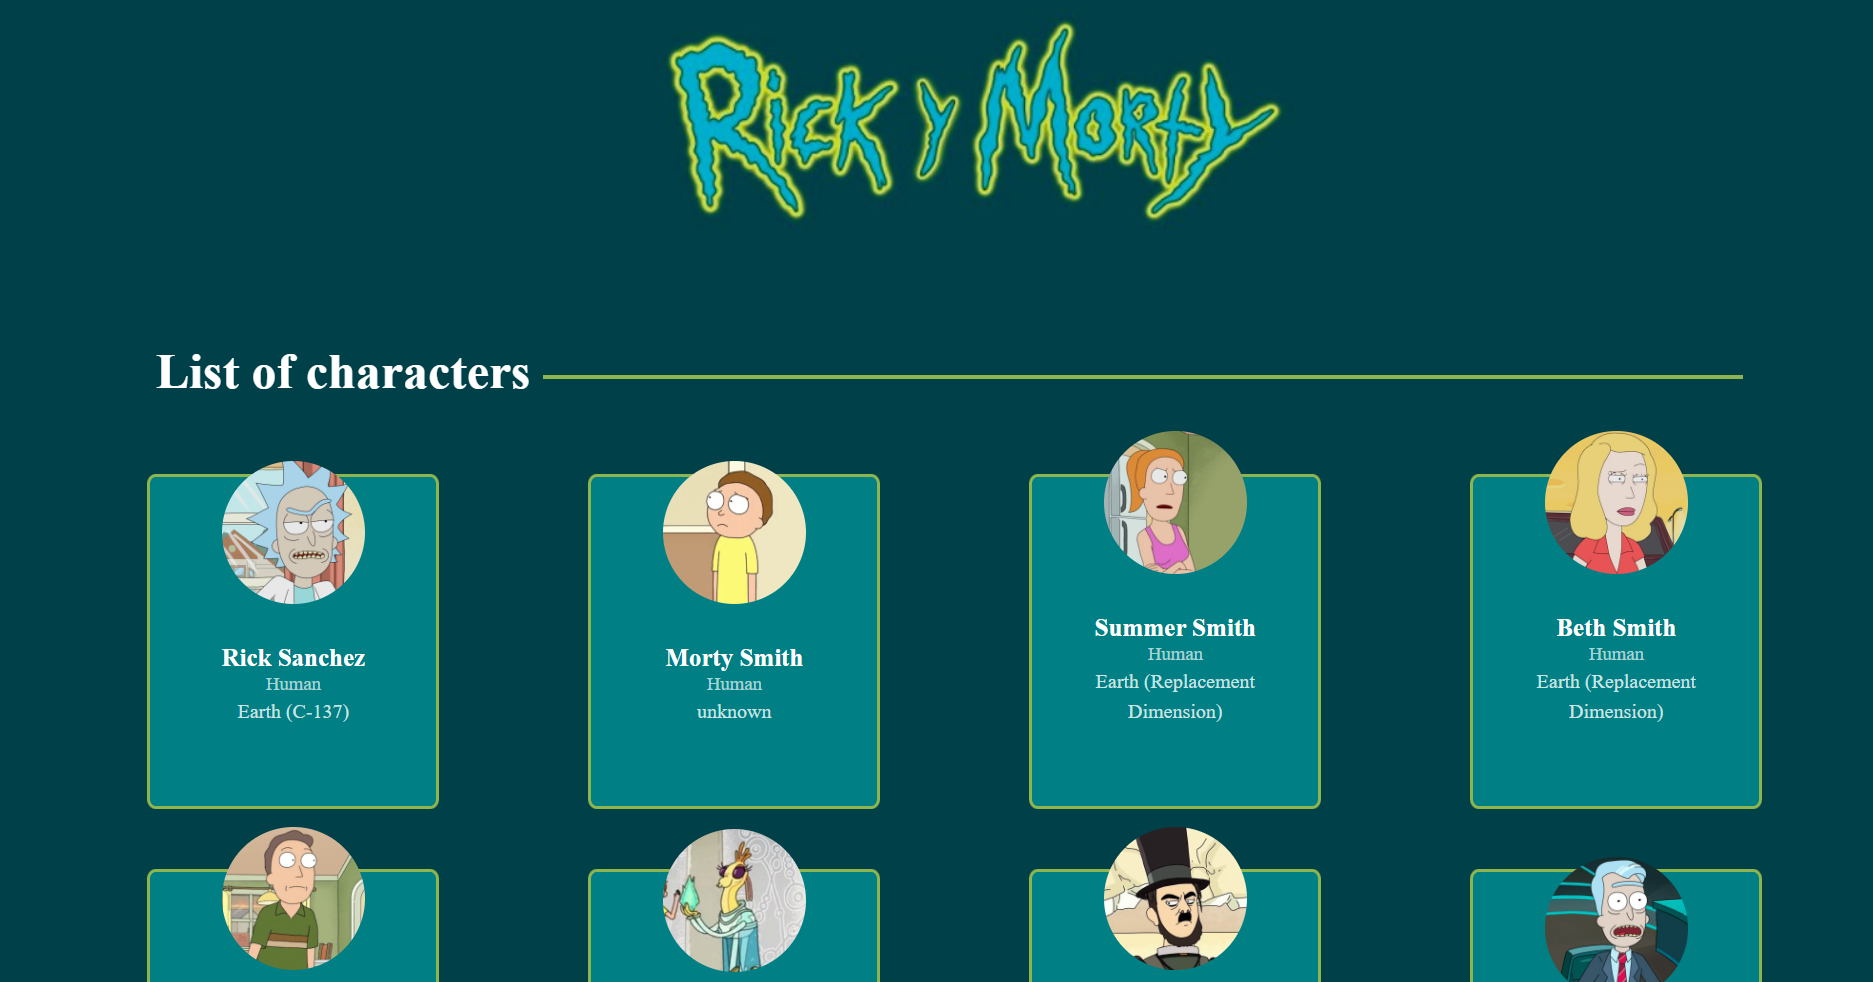 Rick y Morty
List of characters
Rick Sanchez
Human
Earth (C-137)
Morty Smith
Human
unknown
Summer Smith
Human
Earth (Replacement
Dimension)
Beth Smith
Human
Earth (Replacement
Dimension)